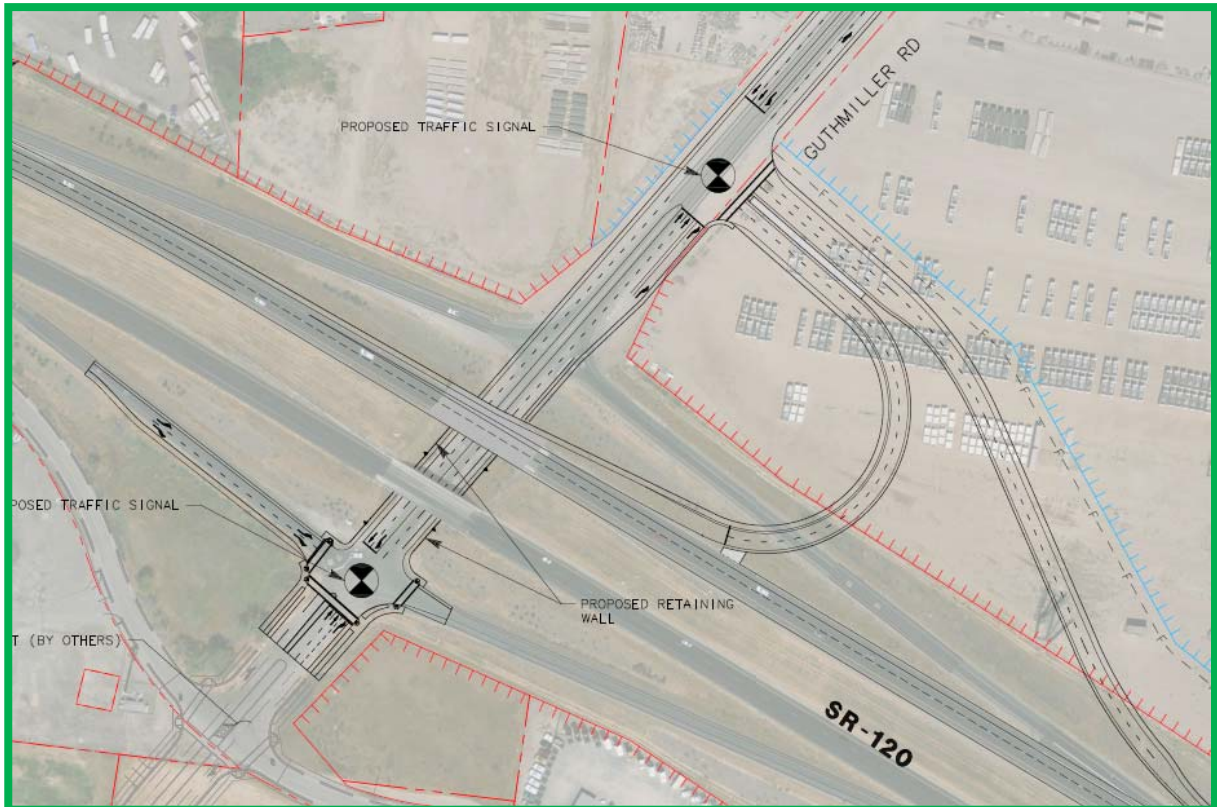 GUTHMILLER RD
PROPOSED TRAFFIC SIGNAL
POSED TRAFFIC SIGNAL
PROPOSED RETAINING
WALL
T (BY OTHERS)
SR-120
F
F
F
F
F
F
F
F
F